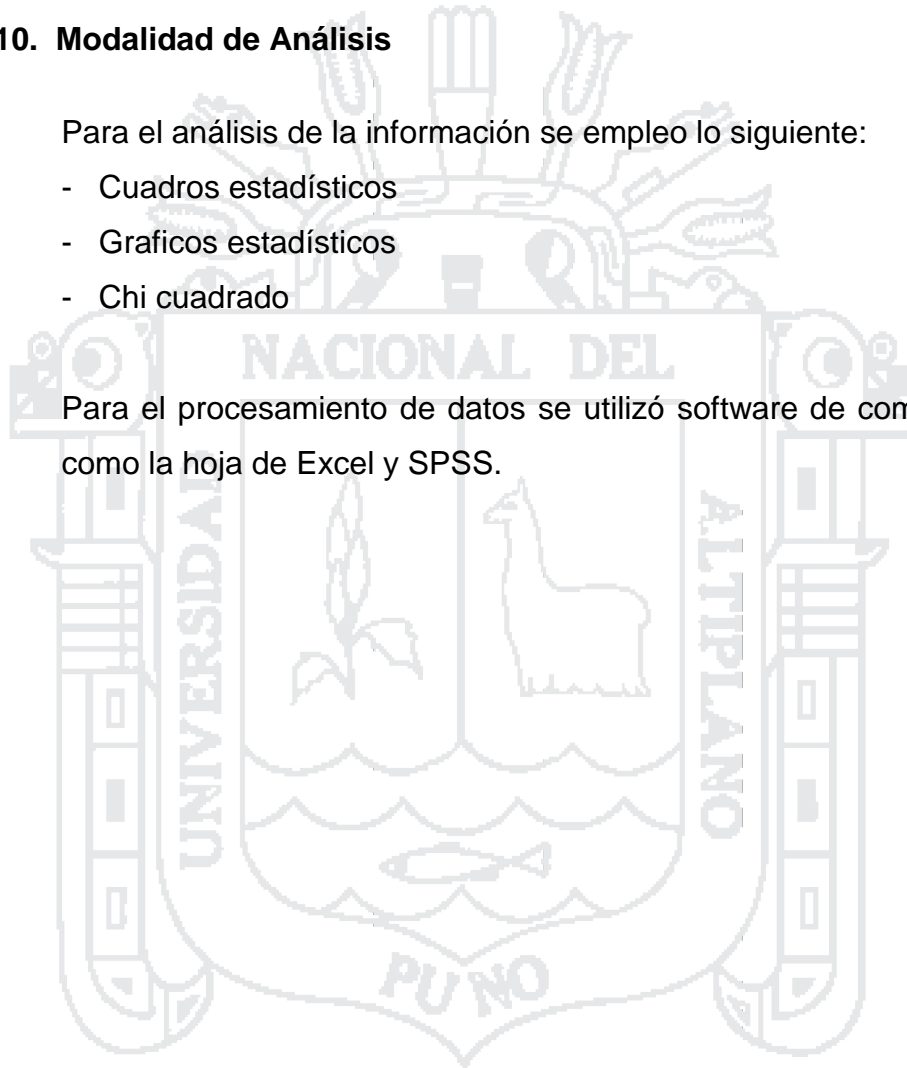 10. Modalidad de Análisis
Para el análisis de la información se empleo lo siguiente:
- Cuadros estadísticos
- Graficos estadísticos
- Chi cuadrado
NACIONAL DEL
Para el procesamiento de datos se utilizó software de
como la hoja de Excel y SPSS.
UNIVERSIDAD
ALTIPLANO
PUNO